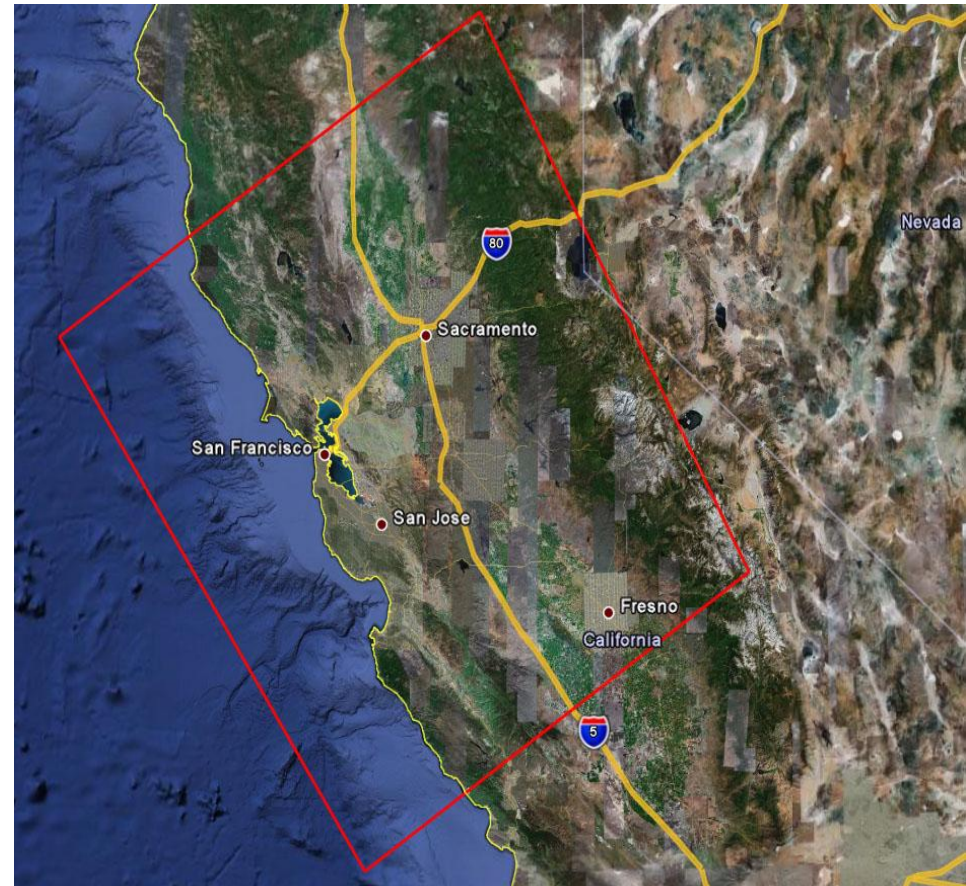 Nevada
80
Sacramento
San Francisco
San Jose
Fresno
California
5